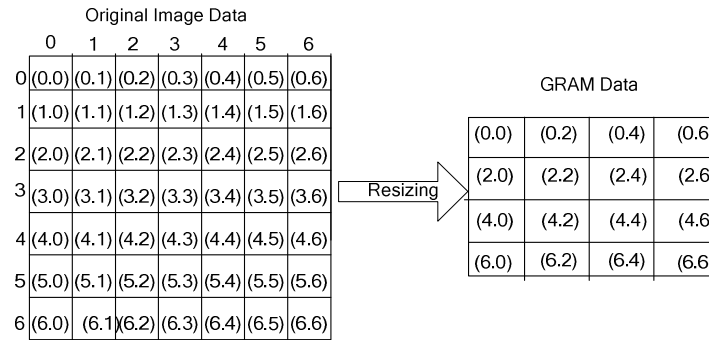 Original Image Data
0 1 2 3 4 5 6
0 (0.0) (0.1) (0.2) (0.3) (0.4) (0.5) (0.6)
1 (1.0) (1.1) (1.2) (1.3) (1.4) (1.5) (1.6)
2 (2.0) (2.1) (2.2) (2.3) (2.4) (2.5) (2.6)
3 (3.0) (3.1) (3.2) (3.3) (3.4) (3.5) (3.6)
4 (4.0) (4.1) (4.2) (4.3) (4.4) (4.5) (4.6)
5 (5.0) (5.1) (5.2) (5.3) (5.4) (5.5) (5.6)
6 (6.0) (6.1) (6.2) (6.3) (6.4) (6.5) (6.6)
Resizing
GRAM Data
(0.0) (0.2) (0.4) (0.6
(2.0) (2.2) (2.4) (2.6
(4.0) (4.2) (4.4) (4.6
(6.0) (6.2) (6.4) (6.6